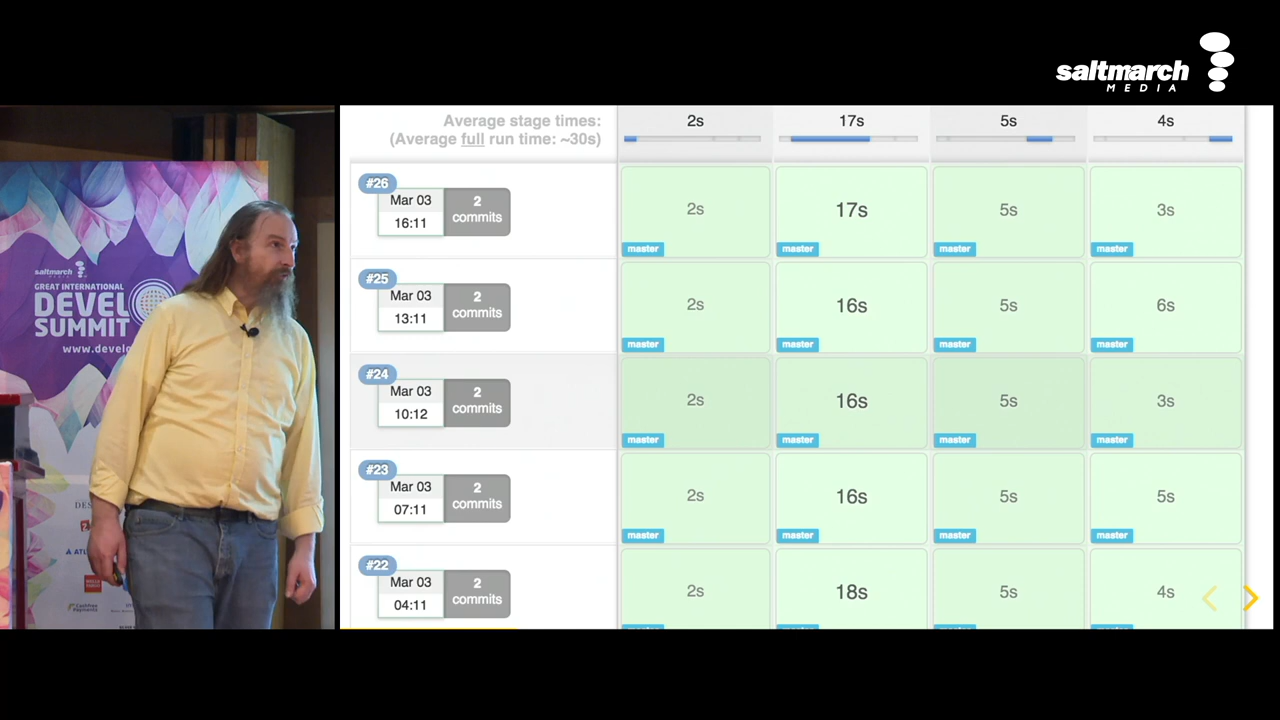 saltmarch
MEDIA
saltmarch
GREAT INTERNATIONAL
DEVEL
SUMMIT
www.develo
DES
Cashfree
Payments
Average stage times:
(Average full run time: ~30s)
2s
17s
5s
4s
#26
Mar 03
16:11
2
commits
2s
master
17s
master
5s
master
3s
master
#25
Mar 03
13:11
2
commits
2s
master
16s
master
5s
master
6s
master
#24
Mar 03
10:12
2
commits
2s
master
16s
master
5s
master
3s
master
#23
Mar 03
07:11
2
commits
2s
master
16s
master
5s
master
5s
master
#22
Mar 03
04:11
2
commits
2s
18s
5s
4s